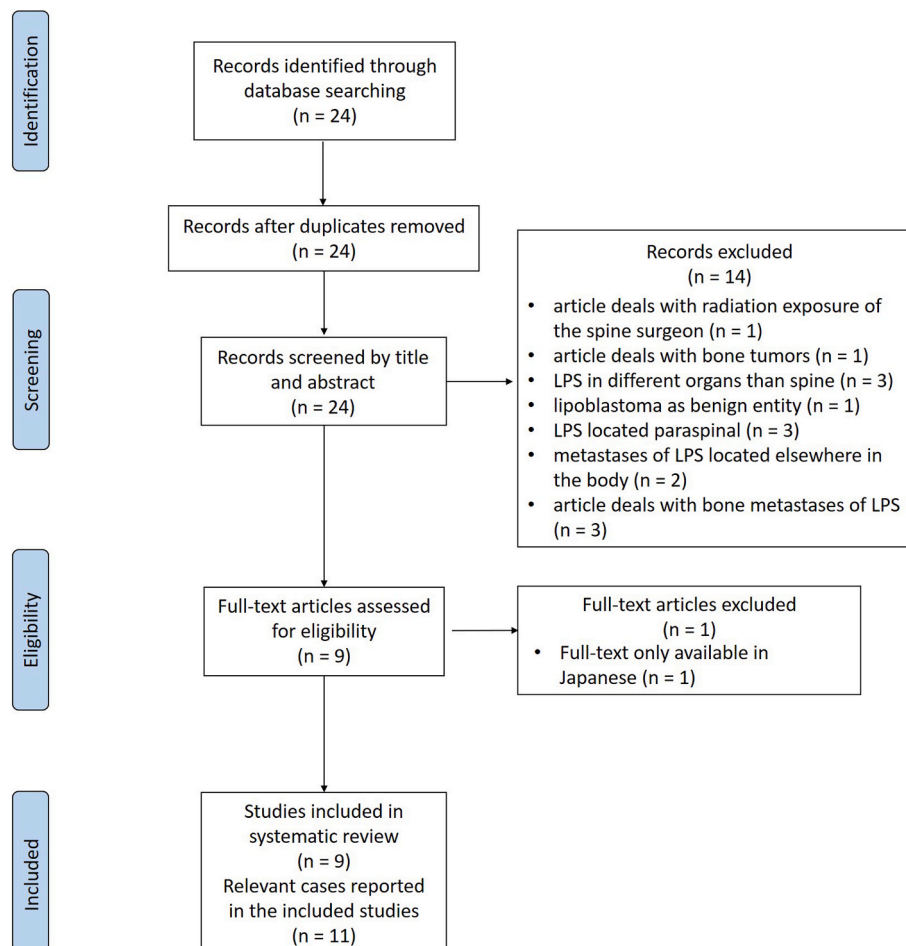 Identification
Records identified through
database searching
(n = 24)
Records after duplicates removed
(n = 24)
Screening
Records screened by title
and abstract
(n = 24)
Records excluded
(n = 14)
• article deals with radiation exposure of
the spine surgeon (n = 1)
• article deals with bone tumors (n = 1)
• LPS in different organs than spine (n = 3)
• lipoblastoma as benign entity (n = 1)
• LPS located paraspinal (n = 3)
• metastases of LPS located elsewhere in
the body (n = 2)
• article deals with bone metastases of LPS
(n = 3)
Eligibility
Full-text articles assessed
for eligibility
(n = 9)
Full-text articles excluded
(n = 1)
• Full-text only available in
Japanese (n = 1)
Included
Studies included in
systematic review
(n = 9)
Relevant cases reported
in the included studies
(n = 11)